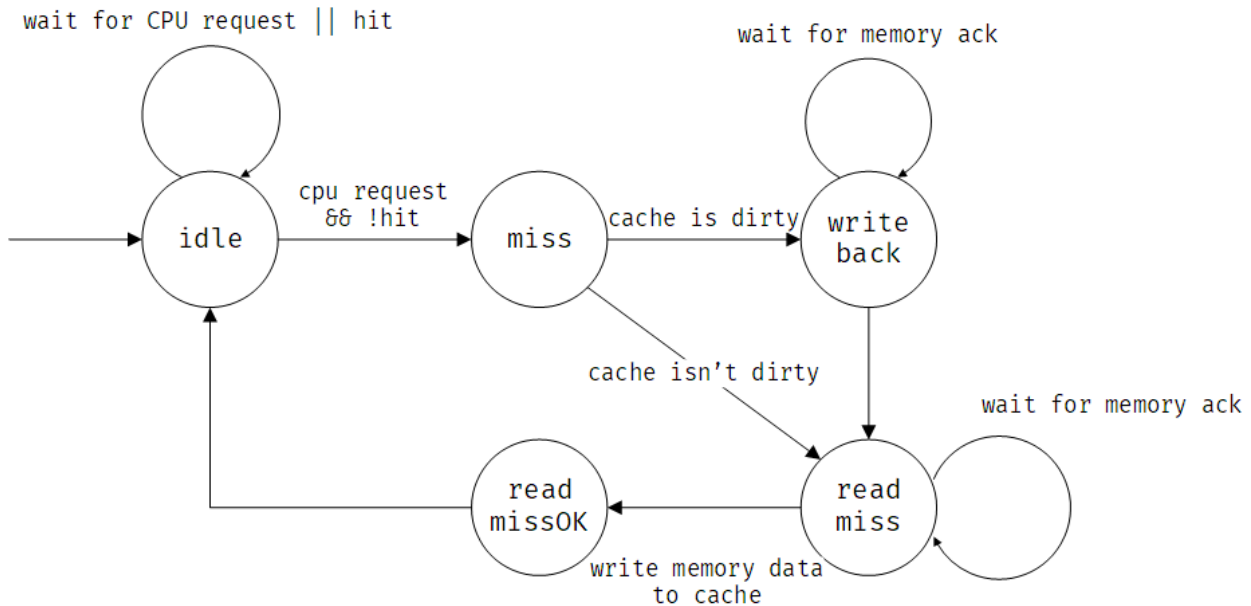 wait for CPU request || hit
wait for memory ack
cpu request
&& !hit
idle
miss
cache is dirty
write
back
cache isn't dirty
wait for memory ack
read
missOK
read
miss
write memory data
to cache